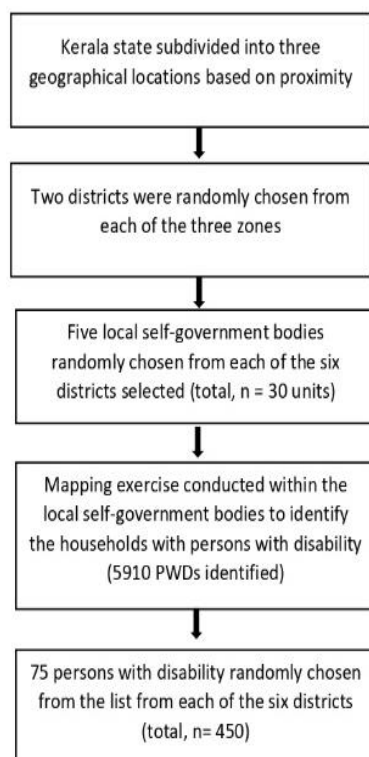 Kerala state subdivided into three
geographical locations based on proximity
Two districts were randomly chosen from
each of the three zones
Five local self-government bodies
randomly chosen from each of the six
districts selected (total, n = 30 units)
Mapping exercise conducted within the
local self-government bodies to identify
the households with persons with disability
(5910 PWDs identified)
75 persons with disability randomly chosen
from the list from each of the six districts
(total, n= 450)